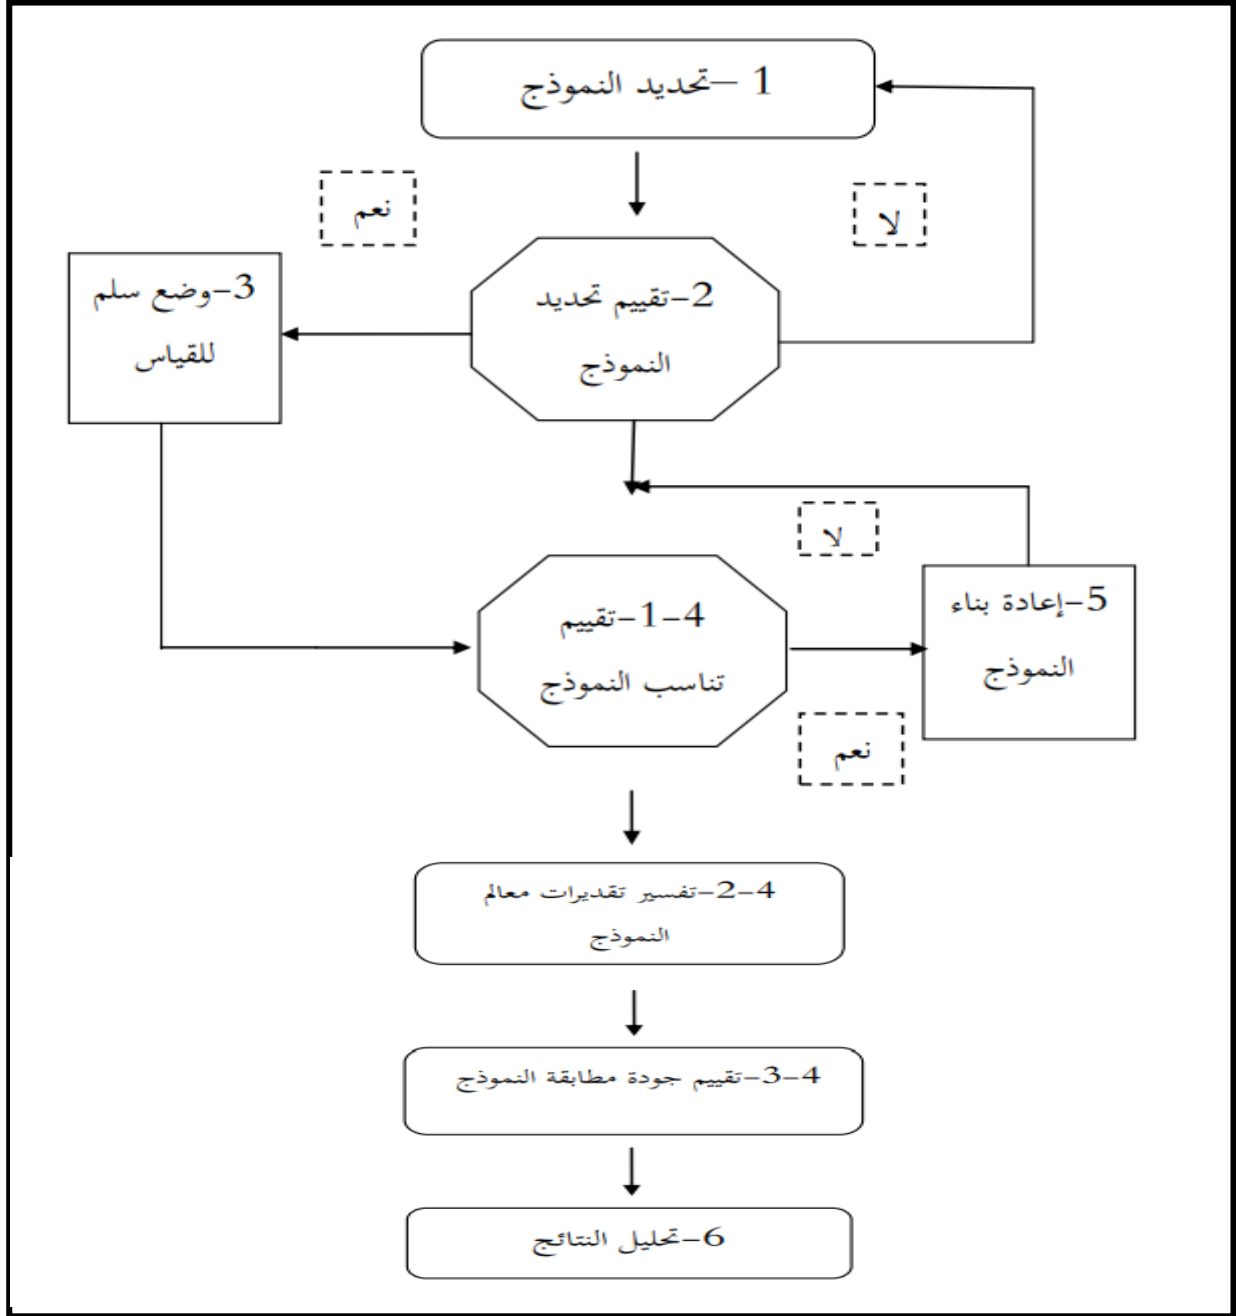 1 –تحديد النموذج
نعم
لا
2-تقييم تحديد
النموذج
3-وضع سلم
للقياس
لا
4-1-تقييم
تناسب النموذج
5-إعادة بناء
النموذج
نعم
4-2-تفسير تقديرات معالم
النموذج
4-3-تقييم جودة مطابقة النموذج
6-تحليل النتائج